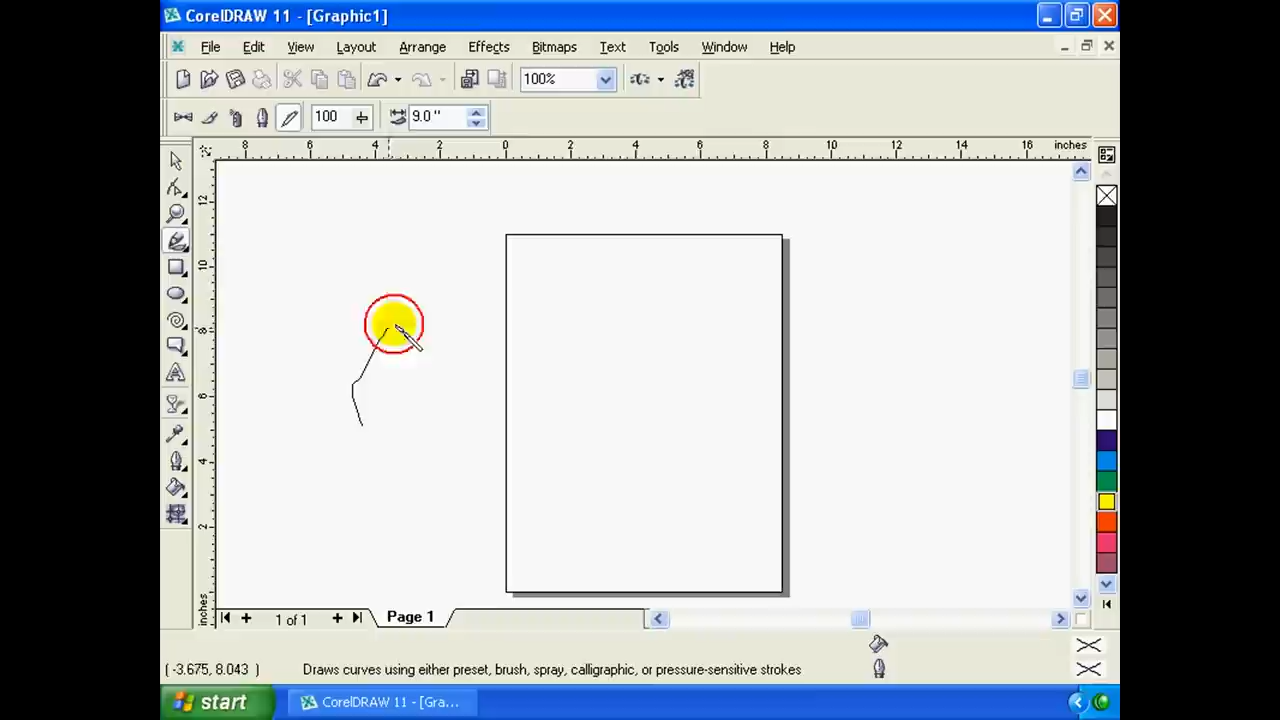 CorelDRAW 11 - [Graphic1]
File Edit View Layout Arrange Effects Bitmaps Text Tools Window Help
100%
100 9.0 "
8 6 4 2 0 2 4 6 8 10 12 14 16 inches
12
10
8
6
4
2
inches
1 of 1 Page 1
( -3.675, 8.043 ) Draws curves using either preset, brush, spray, calligraphic, or pressure-sensitive strokes
start CorelDRAW 11 - [Gra...